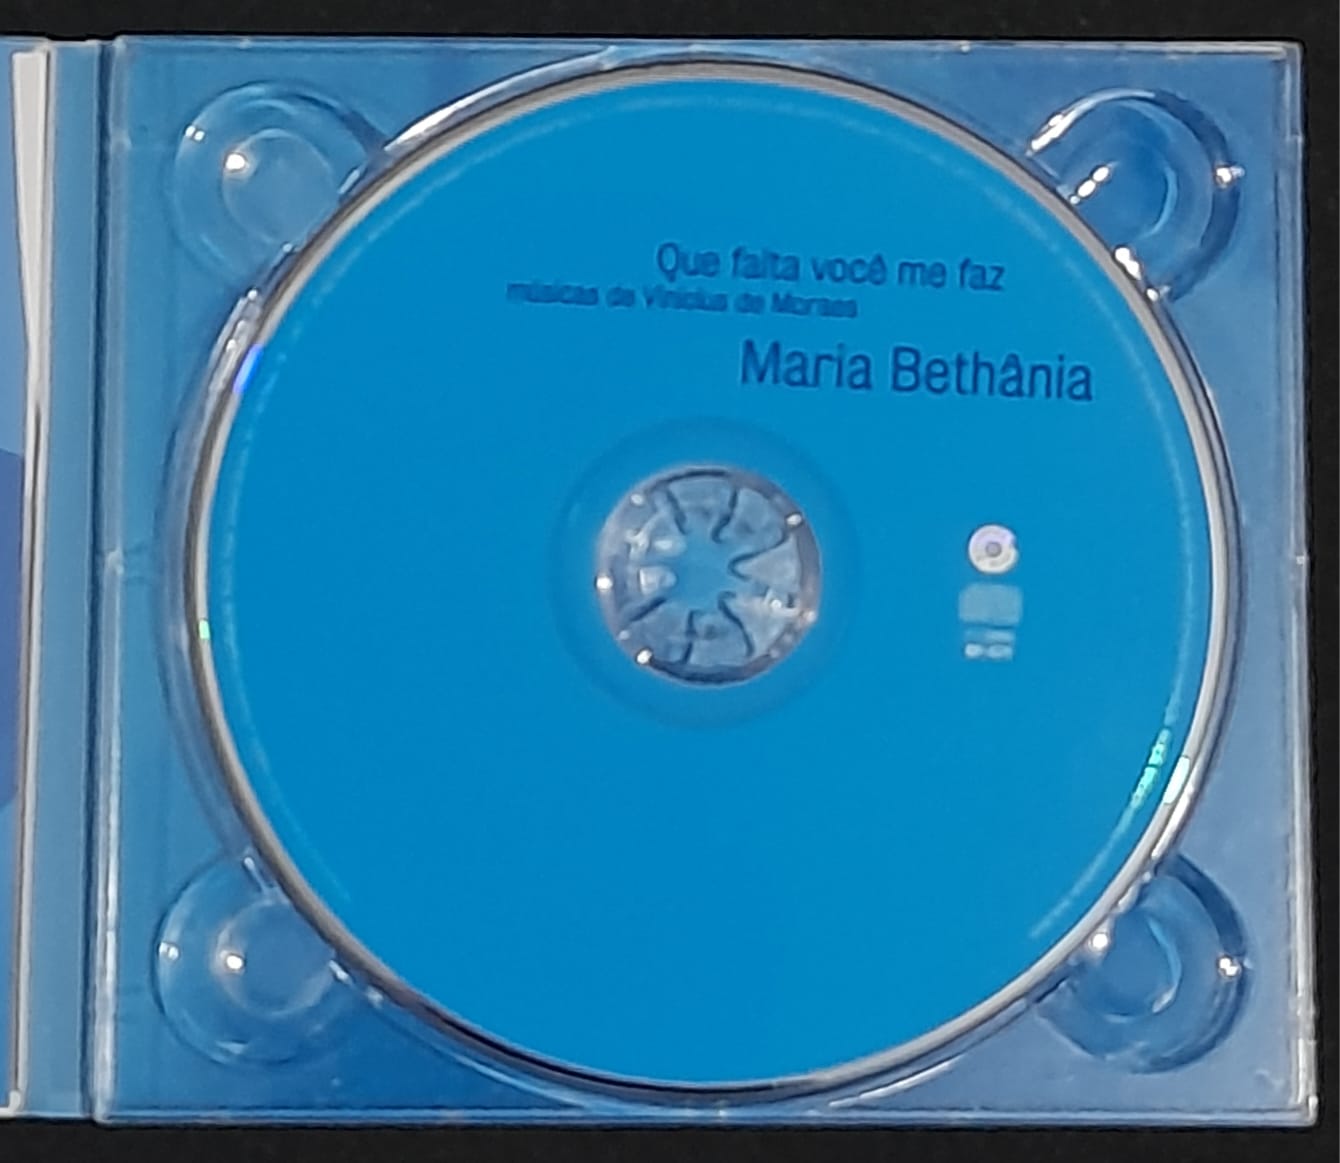 Que falta você me faz
músicas de Vinicius de Moraes
Maria Bethânia